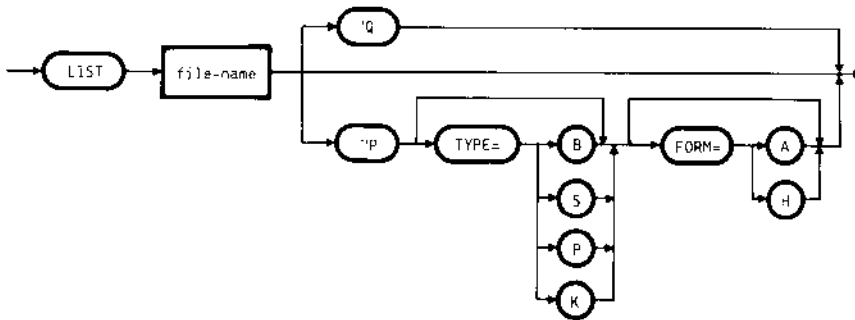 'Q
LIST
file-name
'P
TYPE=
B
FORM=
A
S
H
P
K